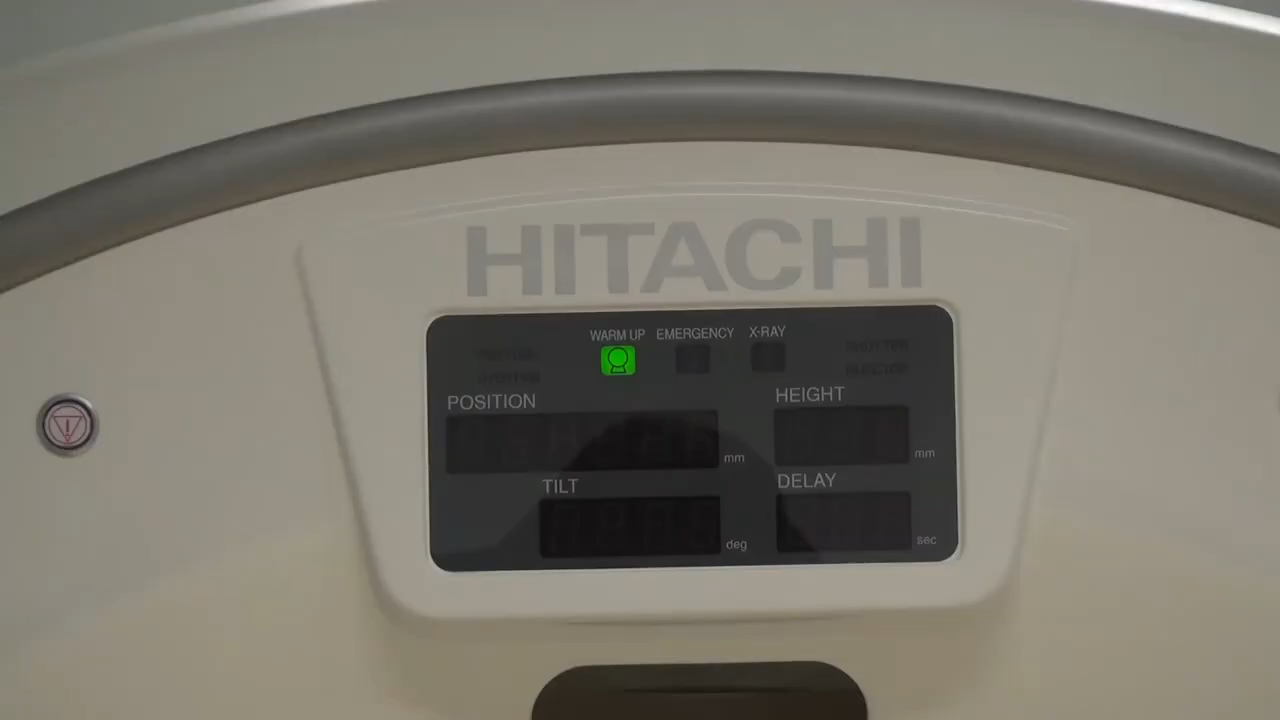 HITACHI
WARM UP EMERGENCY X-RAY
POSITION HEIGHT
mm mm
TILT DELAY
deg sec